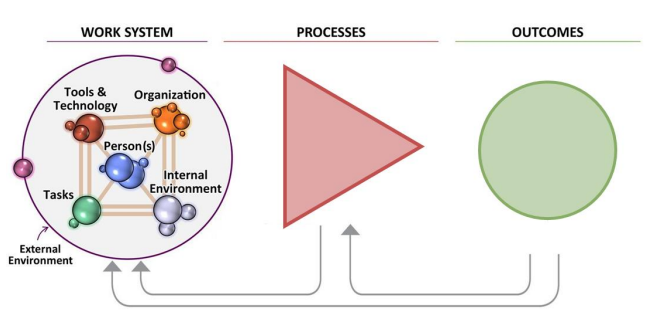 WORK SYSTEM
PROCESSES
OUTCOMES
Tools &
Technology
Organization
Person(s)
Internal
Environment
Tasks
External
Environment